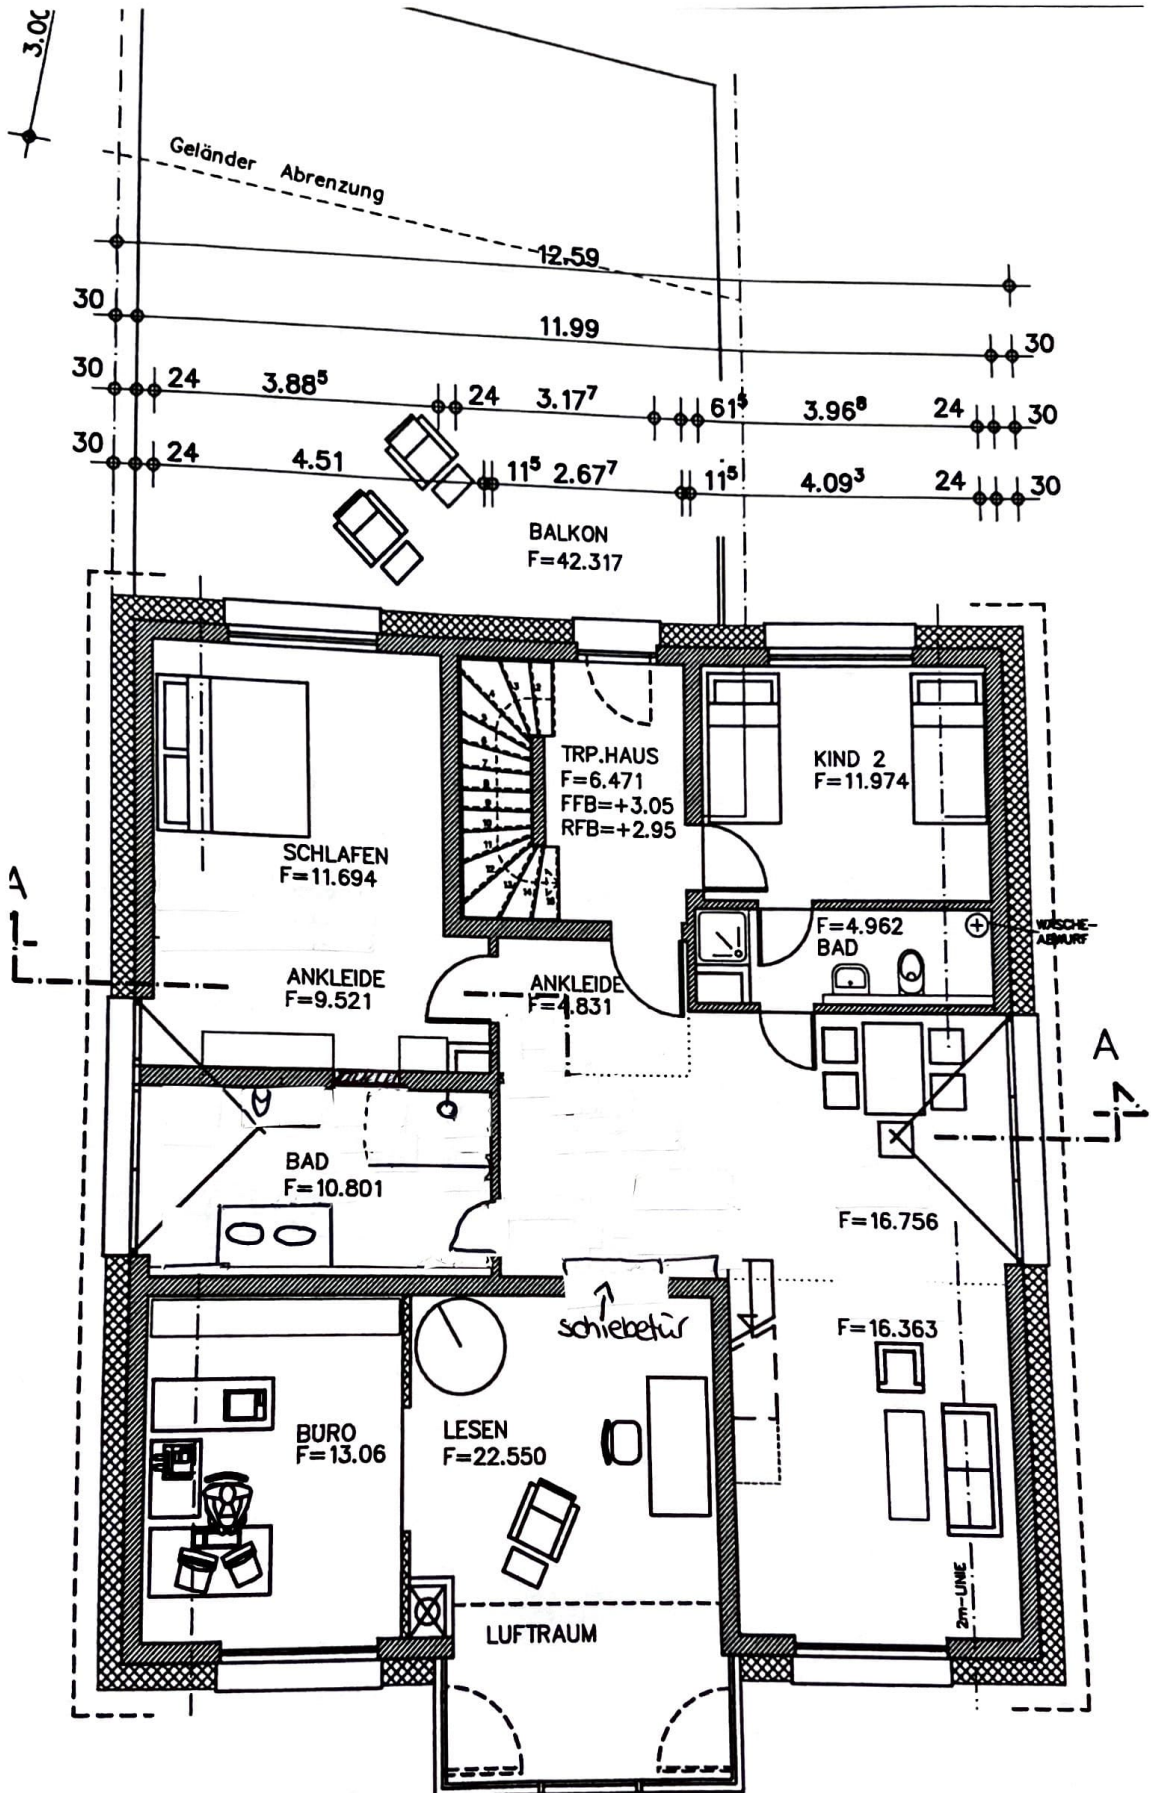 3.00
Geländer Abrenzung
12.59
30 11.99 30
30 24 3.88⁵ 24 3.17⁷ 61⁵ 3.96⁸ 24 30
30 24 4.51 11⁵ 2.67⁷ 11⁵ 4.09³ 24 30
BALKON
F=42.317
TRP.HAUS
F=6.471
FFB=+3.05
RFB=+2.95
KIND 2
F=11.974
SCHLAFEN
F=11.694
A
F=4.962
BAD
WÄSCHE-
ABWURF
ANKLEIDE
F=9.521
ANKLEIDE
F=4.831
A
BAD
F=10.801
F=16.756
schiebetür
F=16.363
BÜRO
F=13.06
LESEN
F=22.550
2m-LINIE
LUFTRAUM